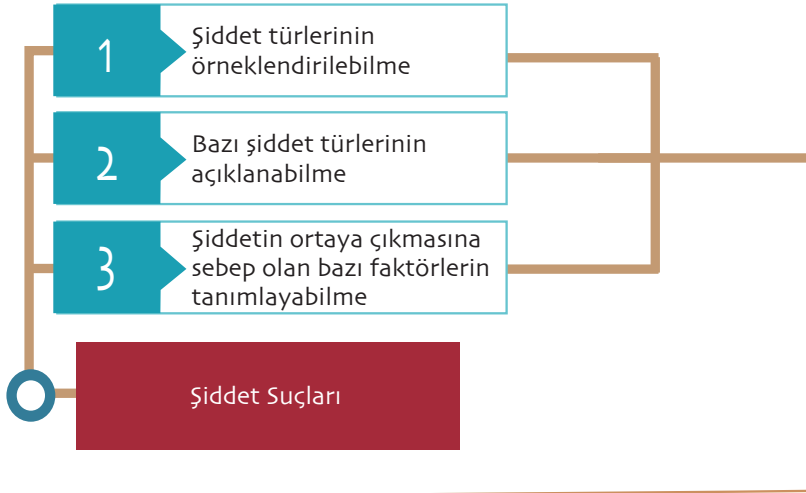 1
Şiddet türlerinin
örneklendirilebilme
2
Bazı şiddet türlerinin
açıklanabilme
3
Şiddetin ortaya çıkmasına
sebep olan bazı faktörlerin
tanımlayabilme
Şiddet Suçları